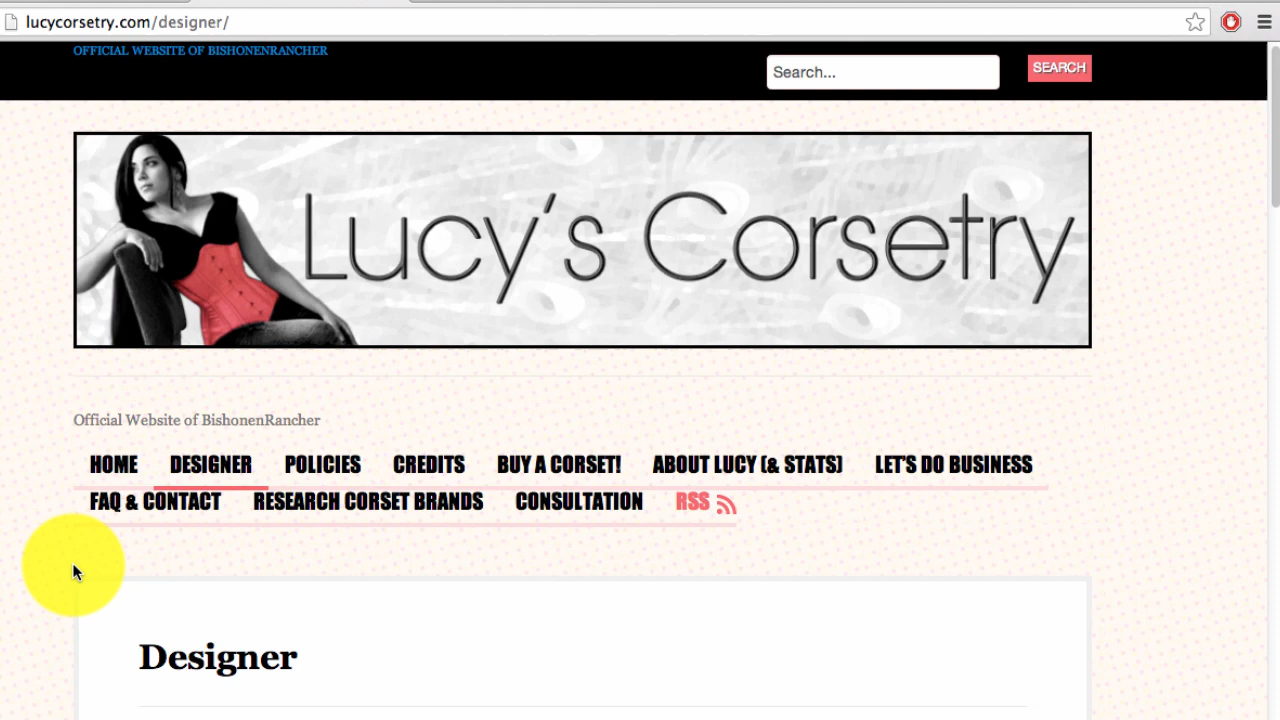 lucycorsetry.com/designer/
OFFICIAL WEBSITE OF BISHONENRANCHER
Search... SEARCH
Lucy's Corsetry
Official Website of BishonenRancher
HOME DESIGNER POLICIES CREDITS BUY A CORSET! ABOUT LUCY (& STATS) LET'S DO BUSINESS
FAQ & CONTACT RESEARCH CORSET BRANDS CONSULTATION RSS
Designer